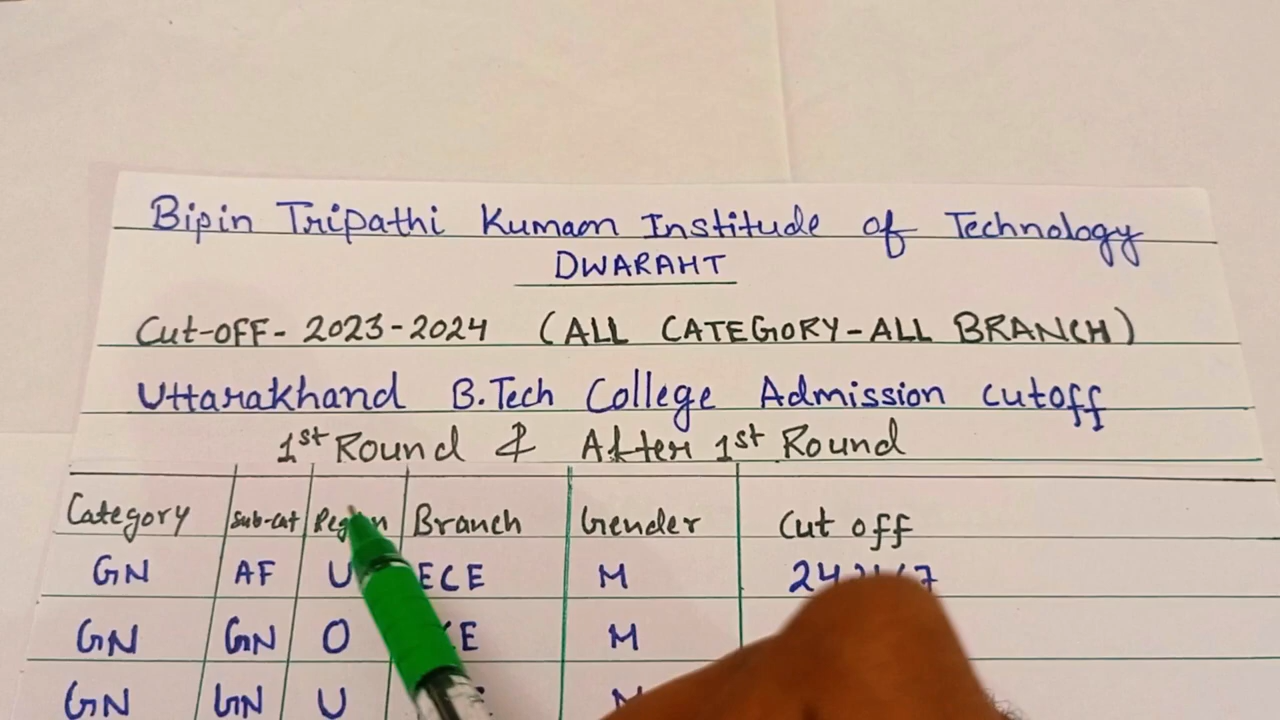 Bipin Tripathi Kumaon Institude of Technology
DWARAHT
Cut-OFF- 2023-2024 (ALL CATEGORY-ALL BRANCH)
Uttarakhand B.Tech College Admission cutoff
1st Round & After 1st Round
Category Sub-Cat Region Branch Gender Cut off
GN AF U ECE M
GN GN O M
GN GN U